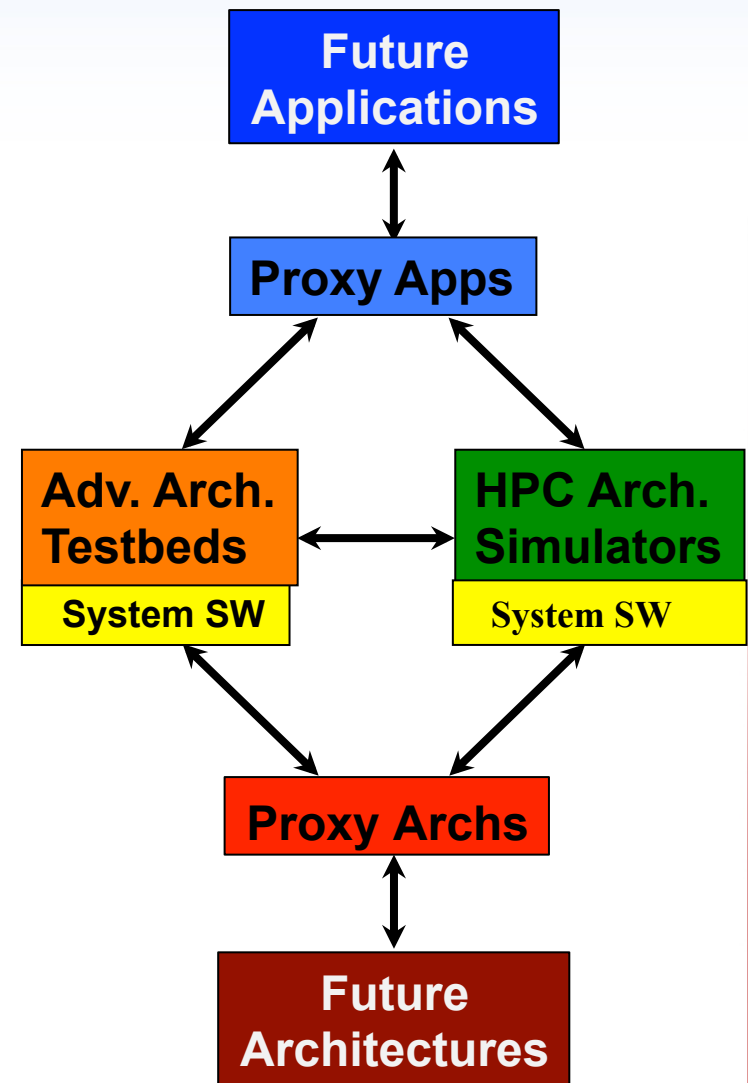 Future
Applications
Proxy Apps
Adv. Arch.
Testbeds
System SW
HPC Arch.
Simulators
System SW
Proxy Archs
Future
Architectures